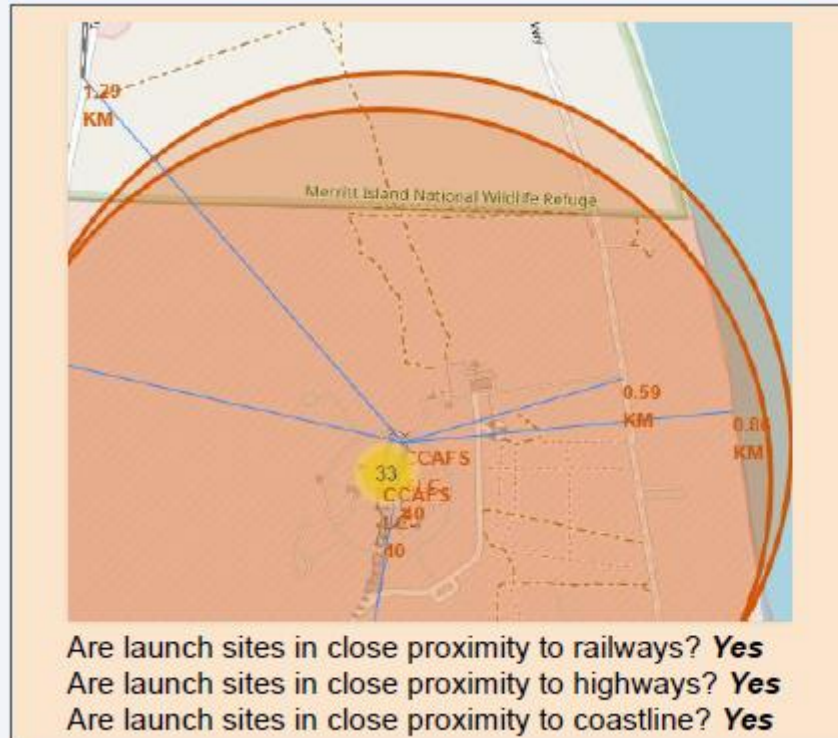 1.29
KM
Merritt Island National Wildlife Refuge
0.59
KM
KM
CCAFS
33
CCAFS
40
40
Are launch sites in close proximity to railways? Yes
Are launch sites in close proximity to highways? Yes
Are launch sites in close proximity to coastline? Yes